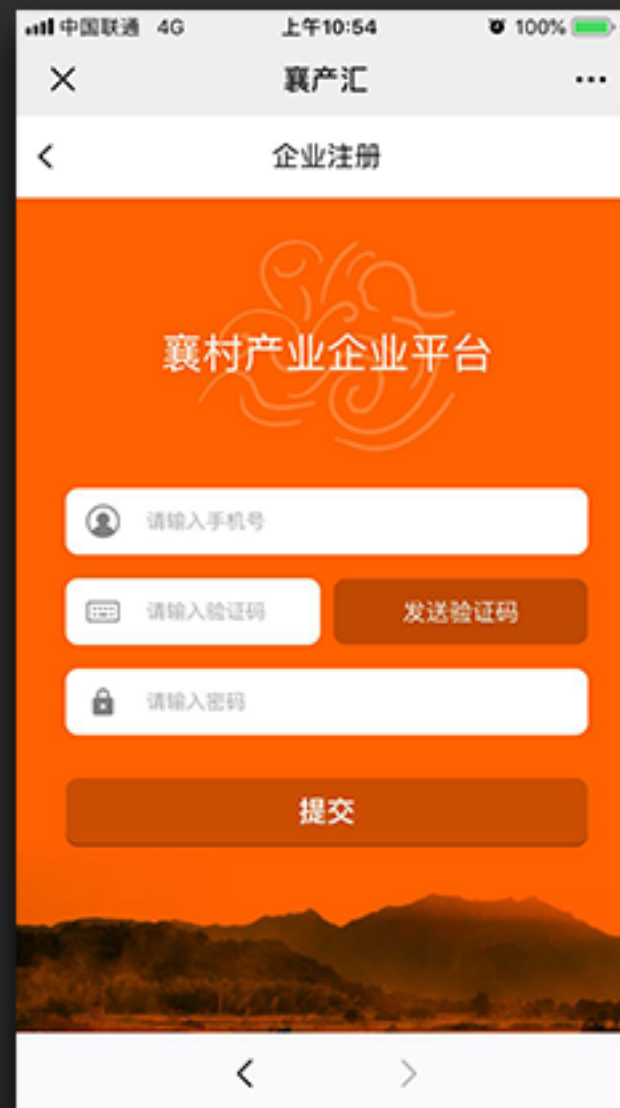 中国联通 4G 上午10:54 100%
襄产汇
企业注册
襄村产业企业平台
请输入手机号
请输入验证码 发送验证码
请输入密码
提交